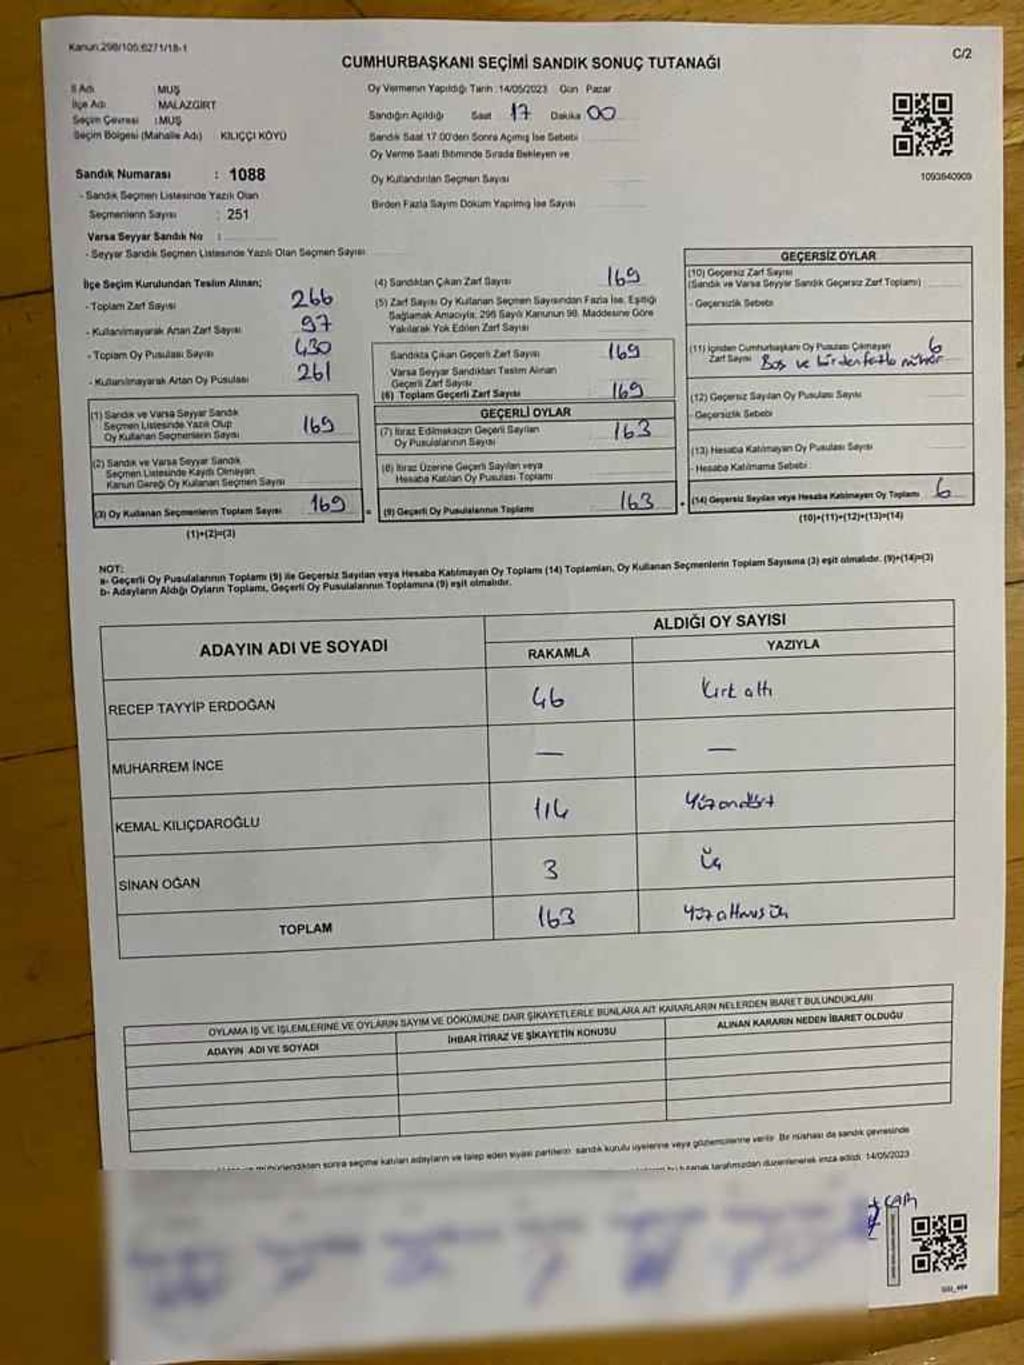 Kanun:298/105;6271/18-1
C/2
CUMHURBAŞKANI SEÇİMİ SANDIK SONUÇ TUTANAĞI
İl Adı : MUŞ
İlçe Adı : MALAZGİRT
Seçim Çevresi : MUŞ
Seçim Bölgesi (Mahalle Adı) KILIÇÇI KÖYÜ
Sandık Numarası : 1088
- Sandık Seçmen Listesinde Yazılı Olan
Seçmenlerin Sayısı : 251
Varsa Seyyar Sandık No :
- Seyyar Sandık Seçmen Listesinde Yazılı Olan Seçmen Sayısı
Oy Vermenin Yapıldığı Tarih :14/05/2023 Gün Pazar
Sandığın Açıldığı Saat 17 Dakika 00
Sandık Saat 17:00'den Sonra Açılmış İse Sebebi
Oy Verme Saati Bitiminde Sırada Bekleyen ve
Oy Kullandırılan Seçmen Sayısı
Birden Fazla Sayım Döküm Yapılmış İse Sayısı
1093640909
İlçe Seçim Kurulundan Teslim Alınan;
- Toplam Zarf Sayısı 266
- Kullanılmayarak Artan Zarf Sayısı 97
- Toplam Oy Pusulası Sayısı 430
- Kullanılmayarak Artan Oy Pusulası 261
(1) Sandık ve Varsa Seyyar Sandık
Seçmen Listesinde Yazılı Olup
Oy Kullanan Seçmenlerin Sayısı 169
(2) Sandık ve Varsa Seyyar Sandık
Seçmen Listesinde Kayıtlı Olmayan
Kanun Gereği Oy Kullanan Seçmen Sayısı
(3) Oy Kullanan Seçmenlerin Toplam Sayısı 169 =
(1)+(2)=(3)
(4) Sandıktan Çıkan Zarf Sayısı 169
(5) Zarf Sayısı Oy Kullanan Seçmen Sayısından Fazla İse, Eşitliği
Sağlamak Amacıyla; 298 Sayılı Kanunun 98. Maddesine Göre
Yakılarak Yok Edilen Zarf Sayısı
Sandıkta Çıkan Geçerli Zarf Sayısı 169
Varsa Seyyar Sandıktan Teslim Alınan
Geçerli Zarf Sayısı
(6) Toplam Geçerli Zarf Sayısı 169
GEÇERLİ OYLAR
(7) İtiraz Edilmeksizin Geçerli Sayılan
Oy Pusulalarının Sayısı 163
(8) İtiraz Üzerine Geçerli Sayılan veya
Hesaba Katılan Oy Pusulası Toplamı
(9) Geçerli Oy Pusulalarının Toplamı 163 +
GEÇERSİZ OYLAR
(10) Geçersiz Zarf Sayısı
(Sandık ve Varsa Seyyar Sandık Geçersiz Zarf Toplamı)
- Geçersizlik Sebebi
(11) İçinden Cumhurbaşkanı Oy Pusulası Çıkmayan 6
Zarf Sayısı Boş ve birden fazla mühür
(12) Geçersiz Sayılan Oy Pusulası Sayısı
- Geçersizlik Sebebi
(13) Hesaba Katılmayan Oy Pusulası Sayısı
- Hesaba Katılmama Sebebi
(14) Geçersiz Sayılan veya Hesaba Katılmayan Oy Toplamı 6
(10)+(11)+(12)+(13)=(14)
NOT:
a- Geçerli Oy Pusulalarının Toplamı (9) ile Geçersiz Sayılan veya Hesaba Katılmayan Oy Toplamı (14) Toplamları, Oy Kullanan Seçmenlerin Toplam Sayısına (3) eşit olmalıdır. (9)+(14)=(3)
b- Adayların Aldığı Oyların Toplamı, Geçerli Oy Pusulalarının Toplamına (9) eşit olmalıdır.
ADAYIN ADI VE SOYADI
ALDIĞI OY SAYISI
RAKAMLA YAZIYLA
RECEP TAYYİP ERDOĞAN 46 Kırk altı
MUHARREM İNCE — —
KEMAL KILIÇDAROĞLU 114 Yüzondört
SİNAN OĞAN 3 Üç
TOPLAM 163 Yüzaltmışüç
OYLAMA İŞ VE İŞLEMLERİNE VE OYLARIN SAYIM VE DÖKÜMÜNE DAİR ŞİKAYETLERLE BUNLARA AİT KARARLARIN NELERDEN İBARET BULUNDUKLARI
ADAYIN ADI VE SOYADI
İHBAR İTİRAZ VE ŞİKAYETİN KONUSU
ALINAN KARARIN NEDEN İBARET OLDUĞU
mühürlendikten sonra seçime katılan adayların ve talep eden siyasi partilerin sandık kurulu üyelerine veya gözlemcilerine verilir. Bir nüshası da sandık çevresinde
tutanak tarafımızdan düzenlenerek imza edildi. 14/05/2023